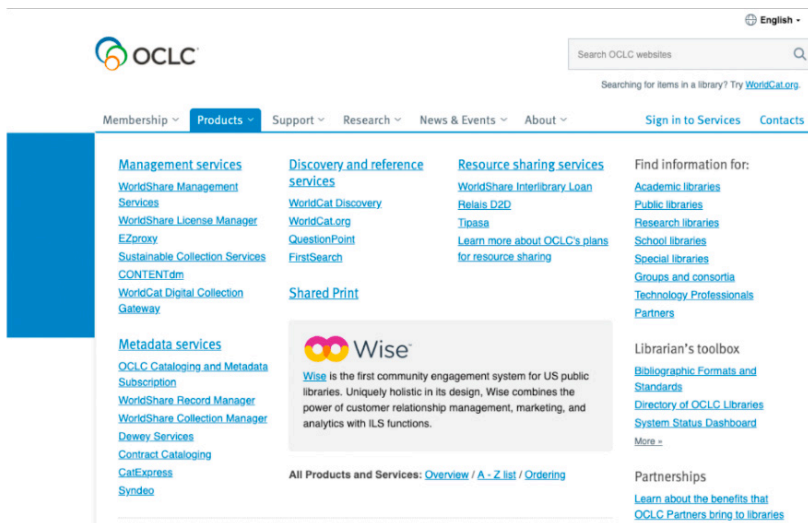 English
OCLC
Search OCLC websites
Searching for items in a library? Try WorldCat.org.
Membership
Products
Support
Research
News & Events
About
Sign in to Services
Contacts
Management services
WorldShare Management
Services
WorldShare License Manager
EZproxy
Sustainable Collection Services
CONTENTdm
WorldCat Digital Collection
Gateway
Metadata services
OCLC Cataloging and Metadata
Subscription
WorldShare Record Manager
WorldShare Collection Manager
Dewey Services
Contract Cataloging
CatExpress
Syndeo
Discovery and reference
services
WorldCat Discovery
WorldCat.org
QuestionPoint
FirstSearch
Shared Print
Resource sharing services
WorldShare Interlibrary Loan
Relais D2D
Tipasa
Learn more about OCLC's plans
for resource sharing
Wise™
Wise is the first community engagement system for US public
libraries. Uniquely holistic in its design, Wise combines the
power of customer relationship management, marketing, and
analytics with ILS functions.
All Products and Services: Overview / A - Z list / Ordering
Find information for:
Academic libraries
Public libraries
Research libraries
School libraries
Special libraries
Groups and consortia
Technology Professionals
Partners
Librarian's toolbox
Bibliographic Formats and
Standards
Directory of OCLC Libraries
System Status Dashboard
More »
Partnerships
Learn about the benefits that
OCLC Partners bring to libraries